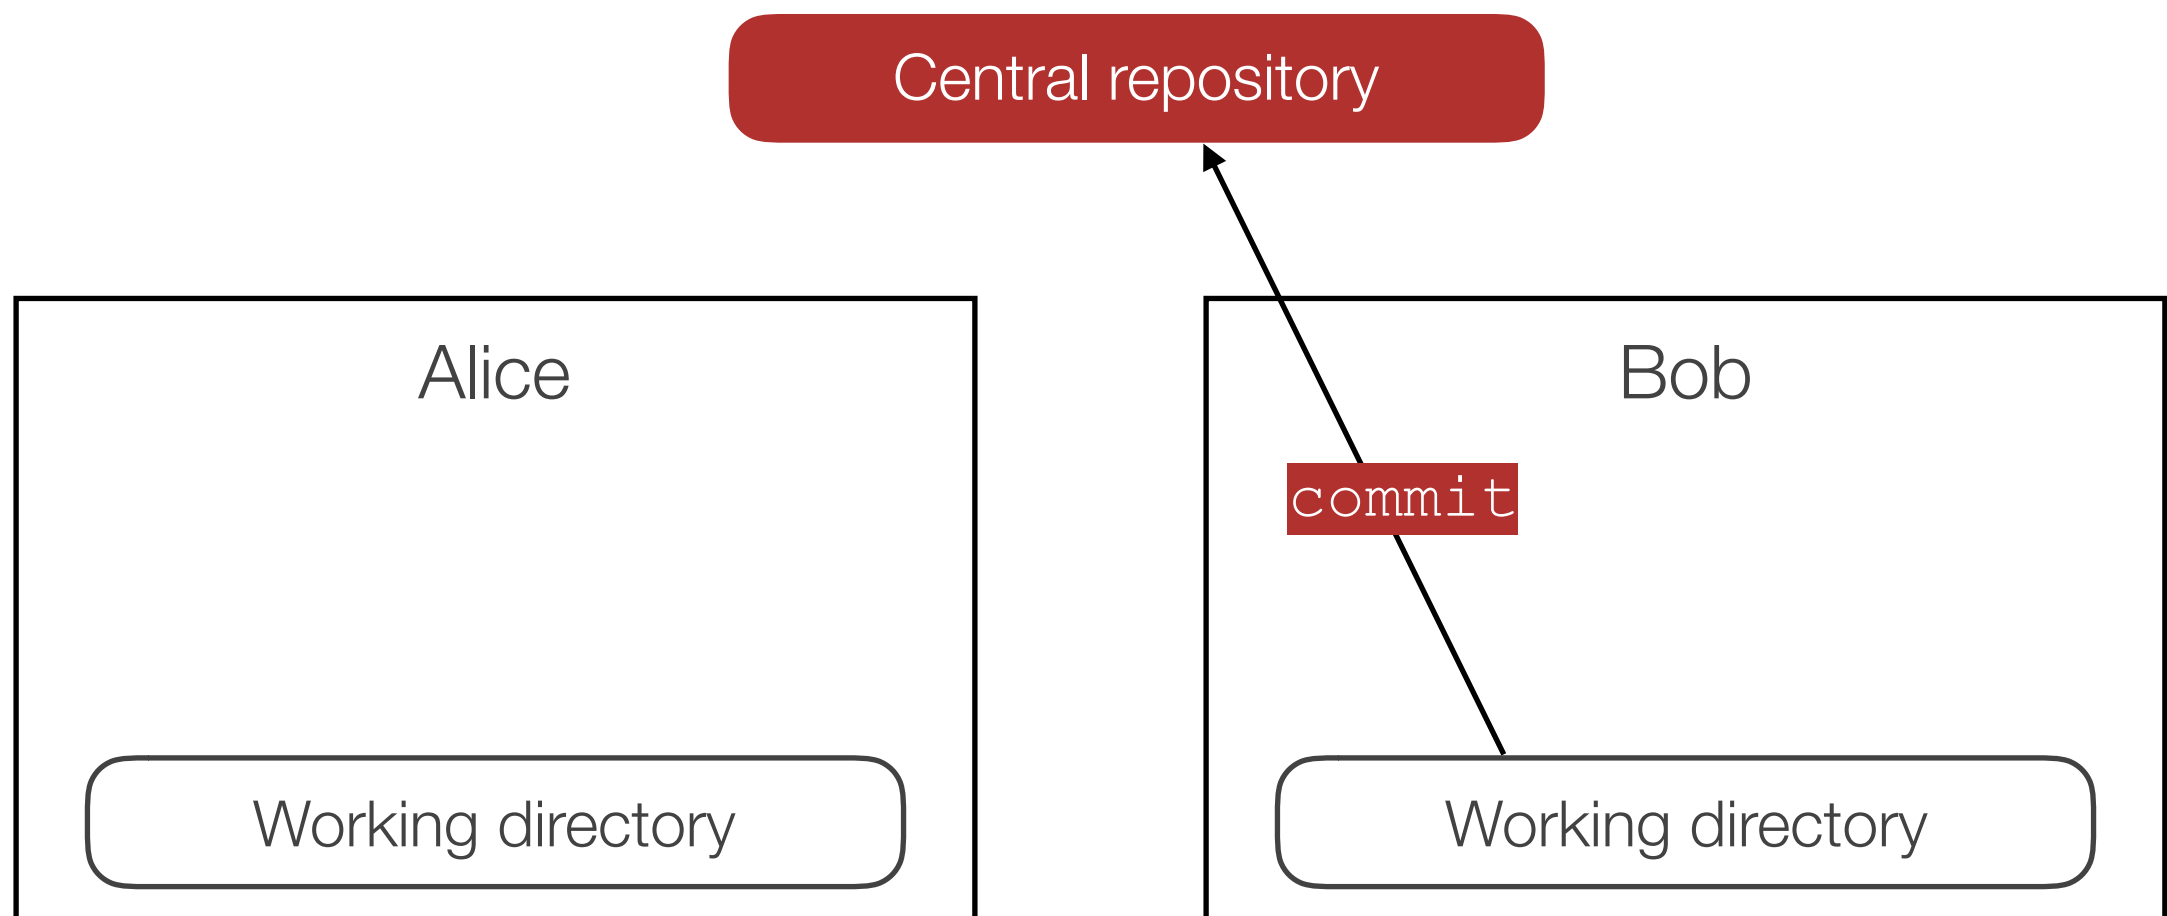 Central repository
Alice
Bob
commit
Working directory
Working directory